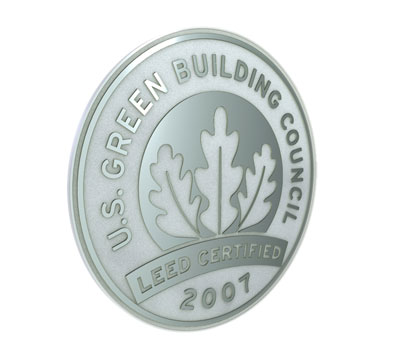 U.S. GREEN BUILDING COUNCIL
LEED CERTIFIED
2007